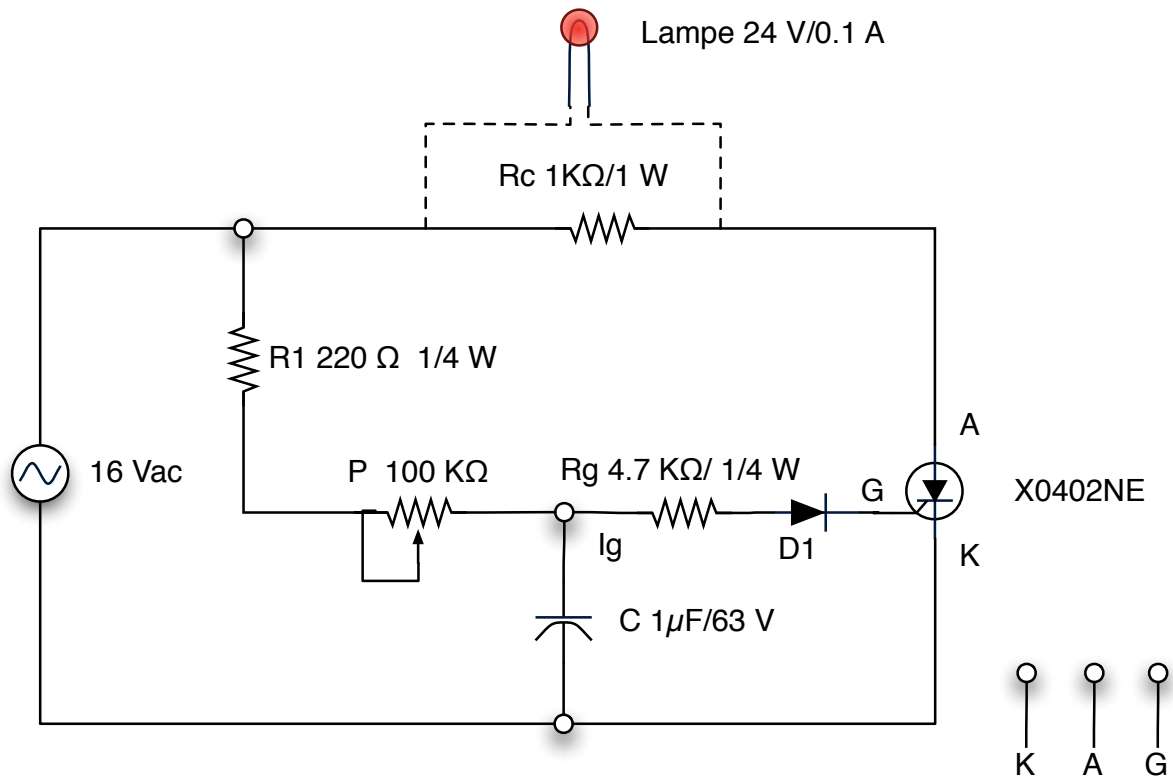 Lampe 24 V/0.1 A
Rc 1KΩ/1 W
R1 220 Ω 1/4 W
A
16 Vac
P 100 KΩ
Rg 4.7 KΩ/ 1/4 W
G
X0402NE
Ig
D1
K
C 1µF/63 V
K
A
G